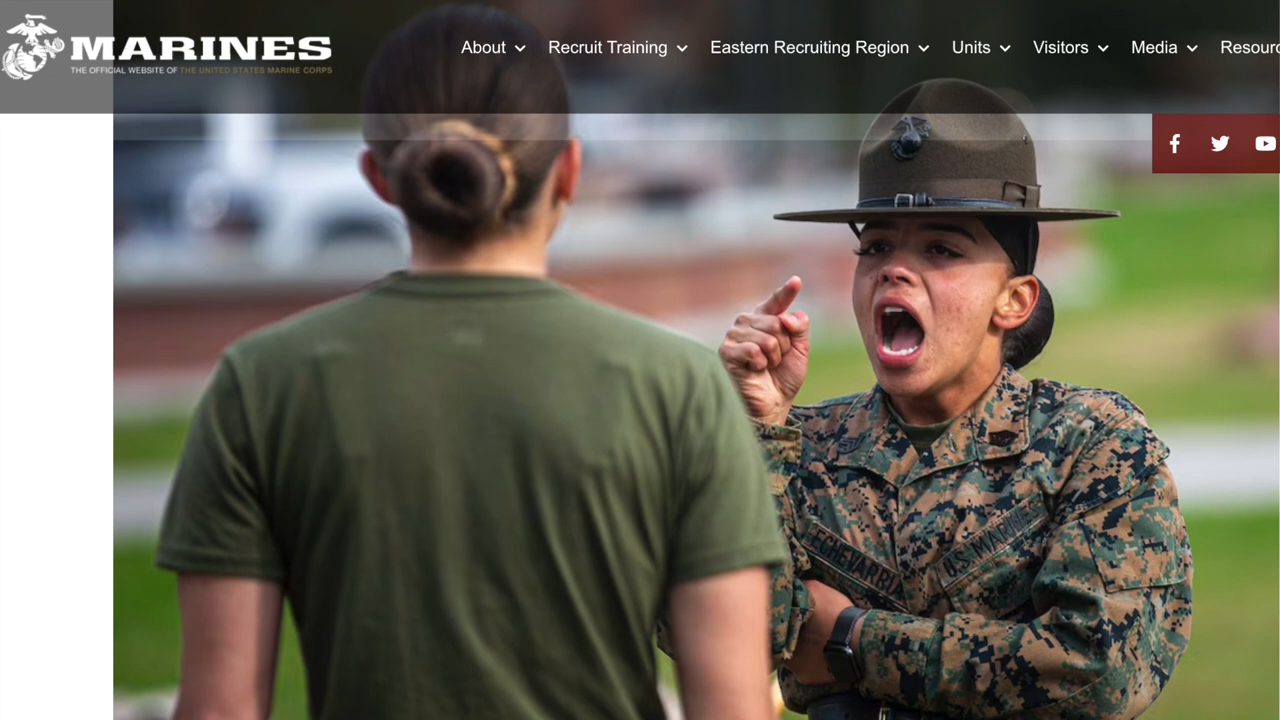 MARINES
THE OFFICIAL WEBSITE OF THE UNITED STATES MARINE CORPS
About Recruit Training Eastern Recruiting Region Units Visitors Media Resourc
U.S. MARINES